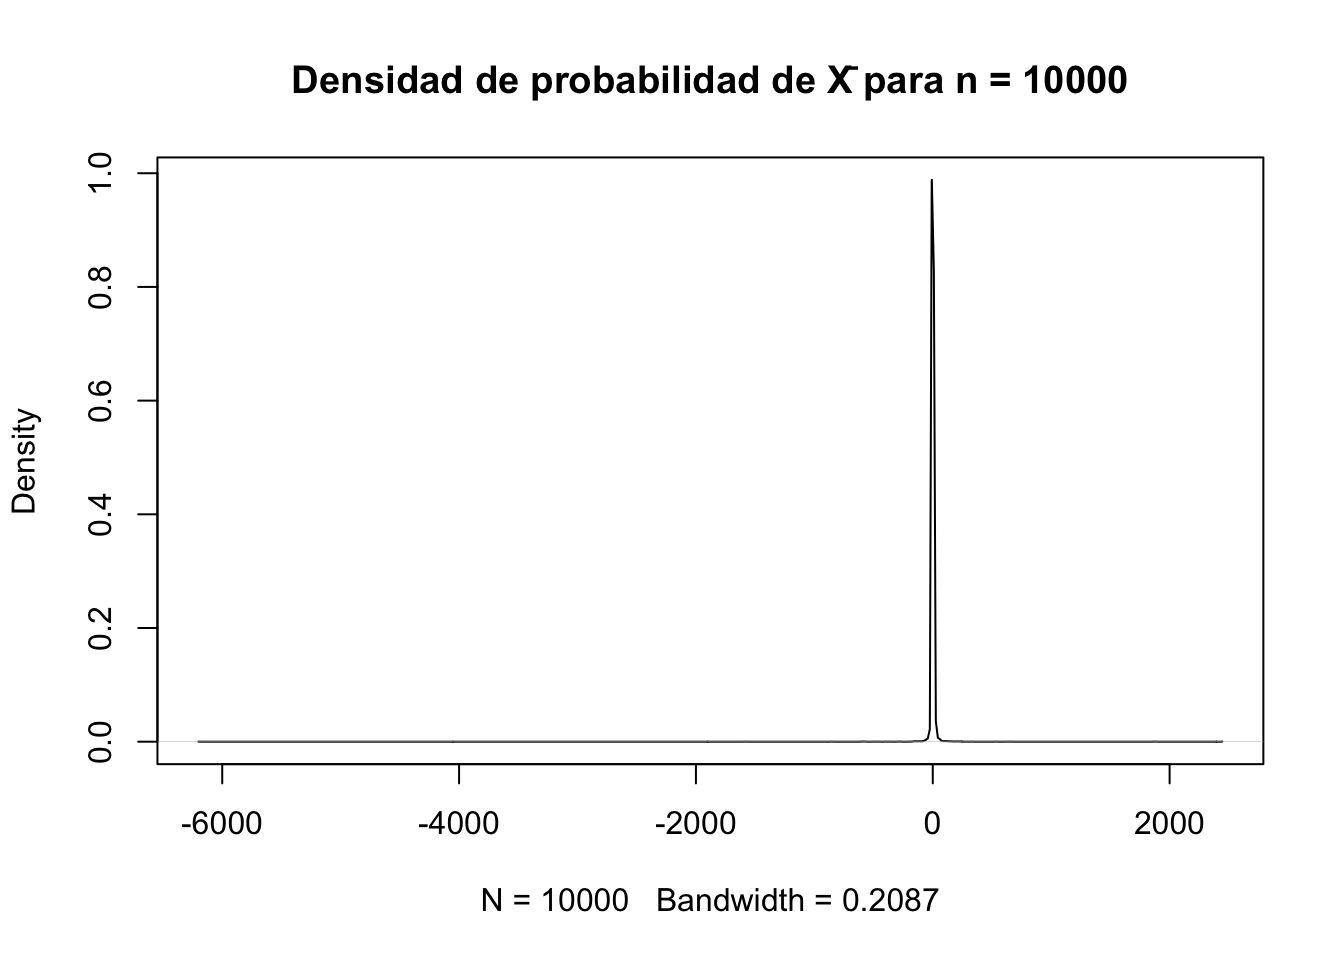 Densidad de probabilidad de X̄ para n = 10000
Density
1.0
0.8
0.6
0.4
0.2
0.0
-6000 -4000 -2000 0 2000
N = 10000 Bandwidth = 0.2087